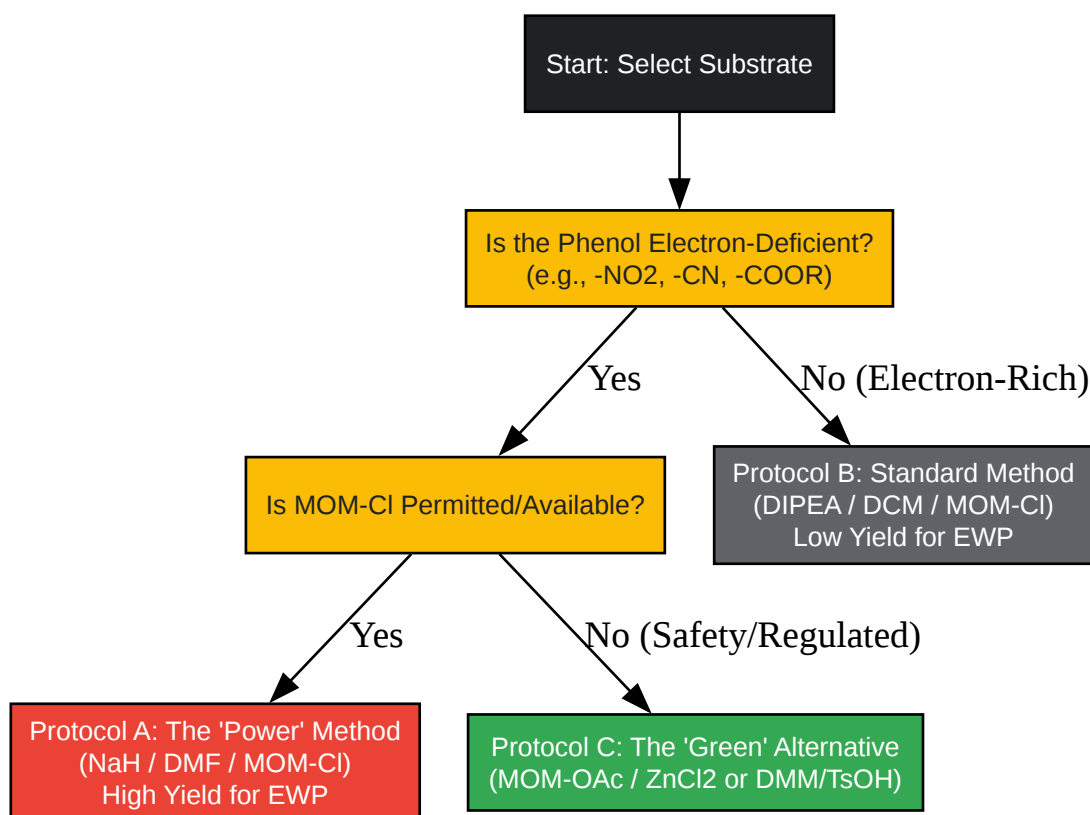 Start: Select Substrate
Is the Phenol Electron-Deficient?
(e.g., -NO2, -CN, -COOR)
Yes
No (Electron-Rich)
Is MOM-Cl Permitted/Available?
Protocol B: Standard Method
(DIPEA / DCM / MOM-Cl)
Low Yield for EWP
Yes
No (Safety/Regulated)
Protocol A: The 'Power' Method
(NaH / DMF / MOM-Cl)
High Yield for EWP
Protocol C: The 'Green' Alternative
(MOM-OAc / ZnCl2 or DMM/TsOH)